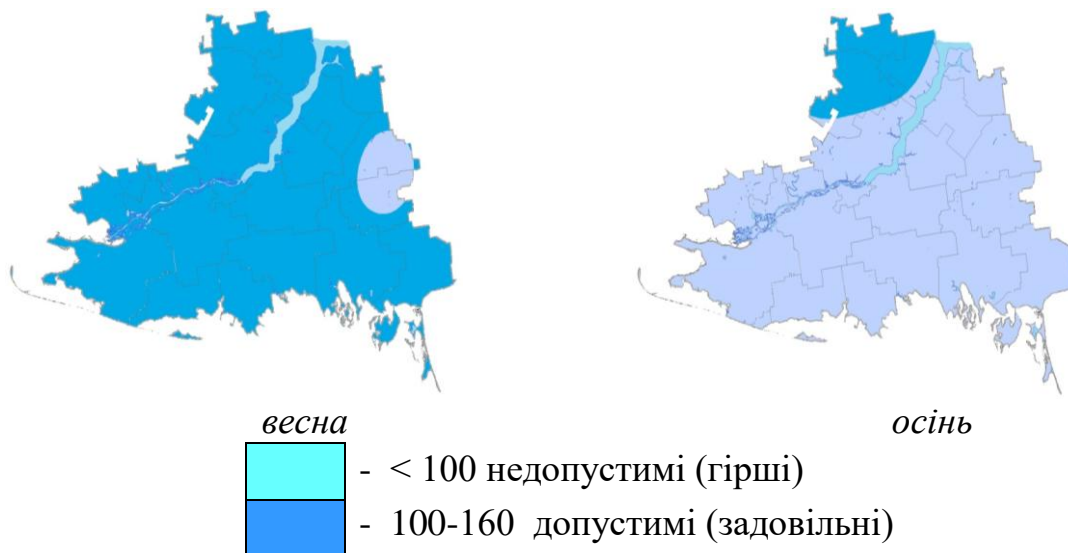 весна
осінь
- < 100 недопустимі (гірші)
- 100-160 допустимі (задовільні)